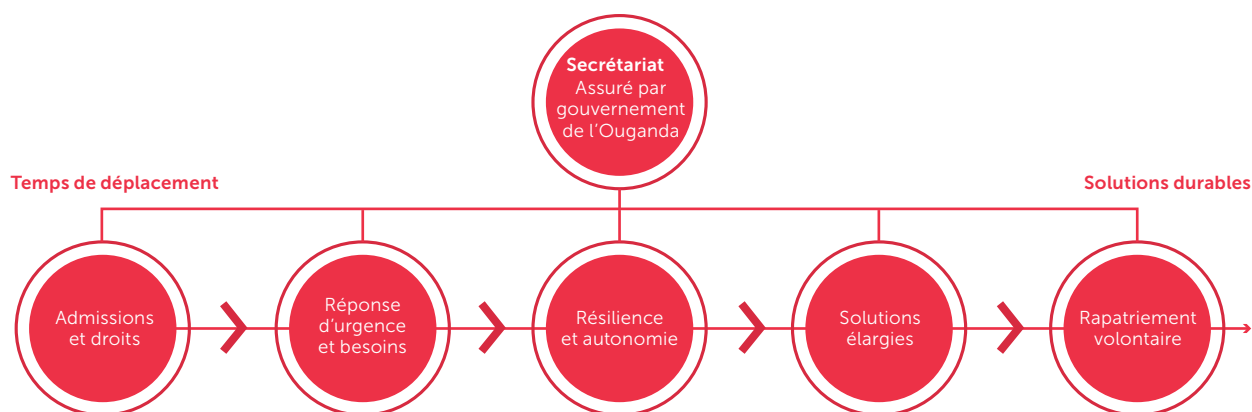 Secrétariat
Assuré par
gouvernement
de l’Ouganda
Temps de déplacement
Solutions durables
Admissions
et droits
Réponse
d’urgence
et besoins
Résilience
et autonomie
Solutions
élargies
Rapatriement
volontaire